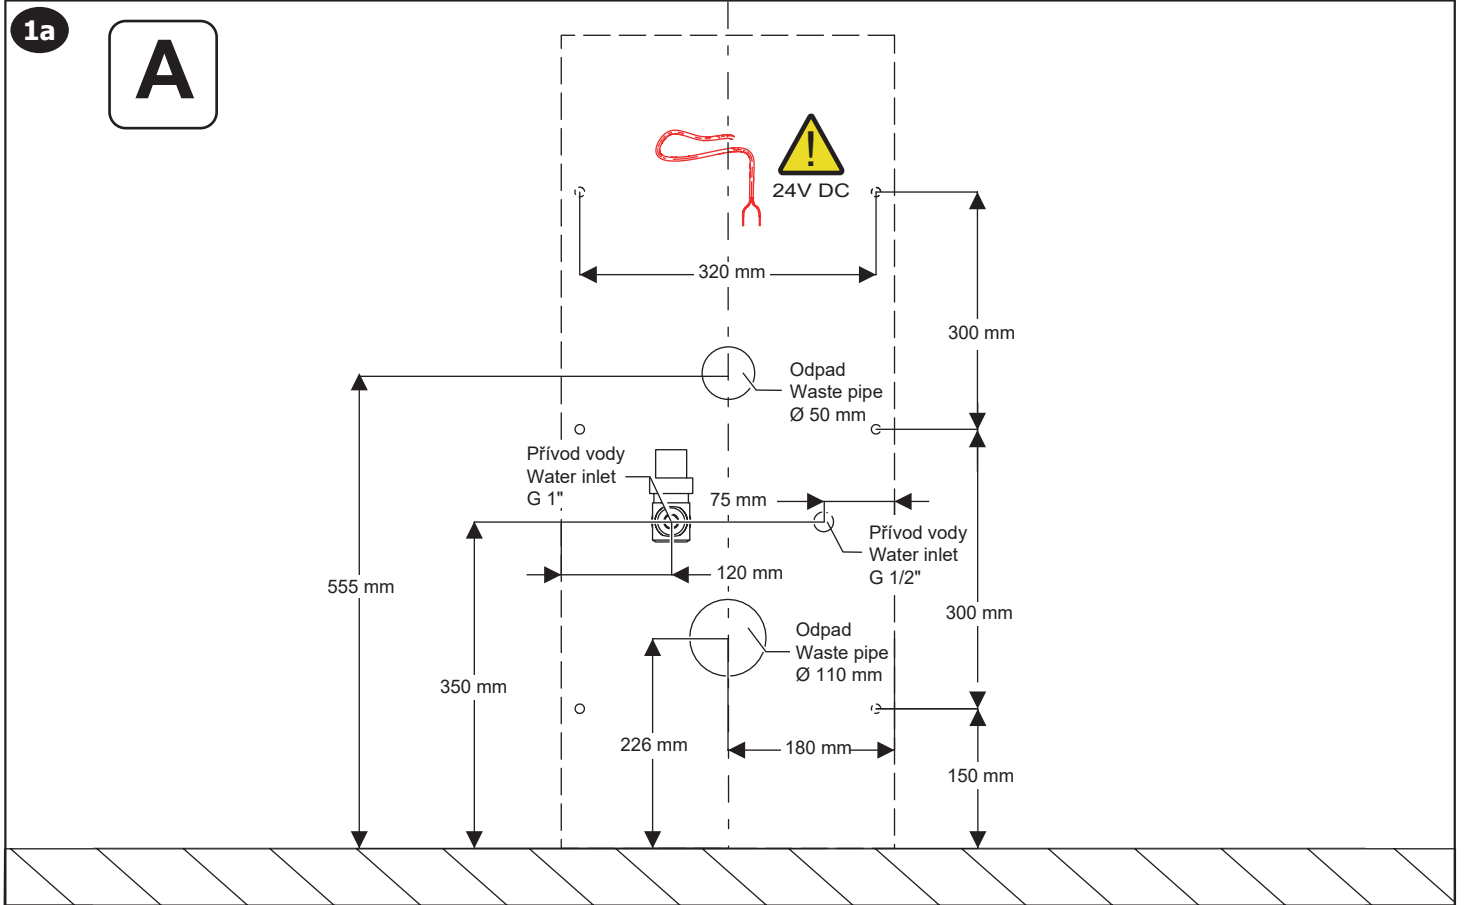 1a
A
24V DC
320 mm
300 mm
Odpad
Waste pipe
Ø 50 mm
Přívod vody
Water inlet
G 1"
75 mm
Přívod vody
Water inlet
G 1/2"
120 mm
555 mm
300 mm
Odpad
Waste pipe
Ø 110 mm
350 mm
226 mm
180 mm
150 mm